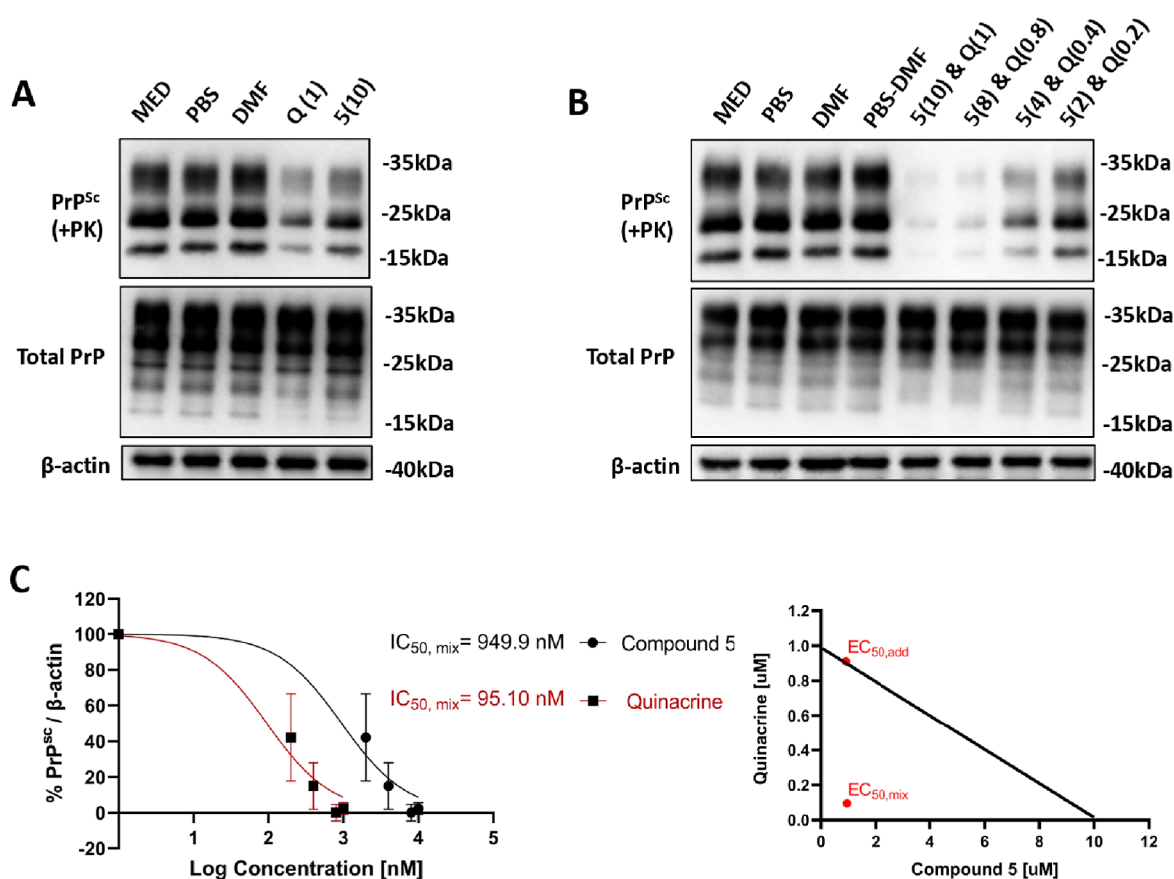 A
MED
PBS
DMF
Q (1)
5(10)
PrPSc
(+PK)
-35kDa
-25kDa
-15kDa
Total PrP
-35kDa
-25kDa
-15kDa
β-actin
-40kDa
B
MED
PBS
DMF
PBS-DMF
5(10) & Q(1)
5(8) & Q(0.8)
5(4) & Q(0.4)
5(2) & Q(0.2)
PrPSc
(+PK)
-35kDa
-25kDa
-15kDa
Total PrP
-35kDa
-25kDa
-15kDa
β-actin
-40kDa
C
% PrPsc / β-actin
120
100
80
60
40
20
0
-20
1
2
3
4
5
Log Concentration [nM]
IC50, mix= 949.9 nM
Compound 5
IC50, mix= 95.10 nM
Quinacrine
Quinacrine [uM]
1.2
1.0
0.8
0.6
0.4
0.2
0.0
EC50,add
EC50,mix
0
2
4
6
8
10
12
Compound 5 [uM]